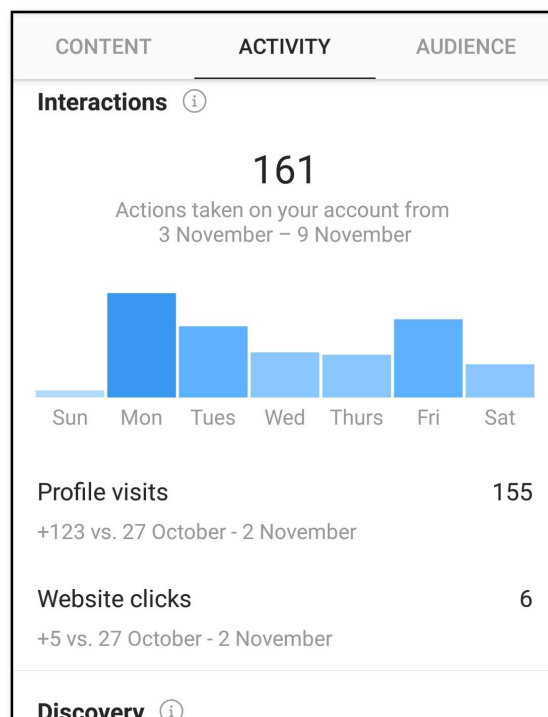 CONTENT ACTIVITY AUDIENCE
Interactions
161
Actions taken on your account from
3 November – 9 November
Sun Mon Tues Wed Thurs Fri Sat
Profile visits 155
+123 vs. 27 October - 2 November
Website clicks 6
+5 vs. 27 October - 2 November
Discovery